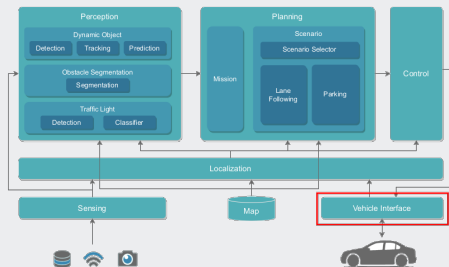 Perception
Dynamic Object
Detection
Tracking
Prediction
Obstacle Segmentation
Segmentation
Traffic Light
Detection
Classifier
Planning
Mission
Scenario
Scenario Selector
Lane
Following
Parking
Control
Localization
Sensing
Map
Vehicle Interface